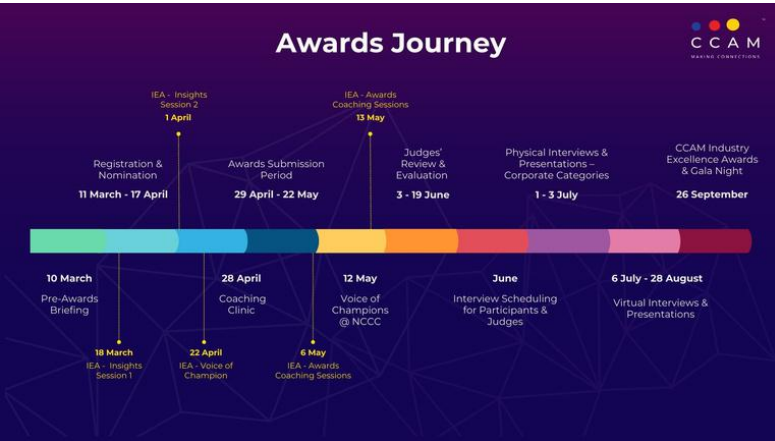 Awards Journey
CCAM
MAKING CONNECTIONS
IEA - Insights
Session 2
1 April
IEA - Awards
Coaching Sessions
13 May
Registration &
Nomination
11 March - 17 April
Awards Submission
Period
29 April - 22 May
Judges'
Review &
Evaluation
3 - 19 June
Physical Interviews &
Presentations –
Corporate Categories
1 - 3 July
CCAM Industry
Excellence Awards
& Gala Night
26 September
10 March
Pre-Awards
Briefing
28 April
Coaching
Clinic
12 May
Voice of
Champions
@ NCCC
June
Interview Scheduling
for Participants &
Judges
6 July - 28 August
Virtual Interviews &
Presentations
18 March
IEA - Insights
Session 1
22 April
IEA - Voice of
Champion
6 May
IEA - Awards
Coaching Sessions